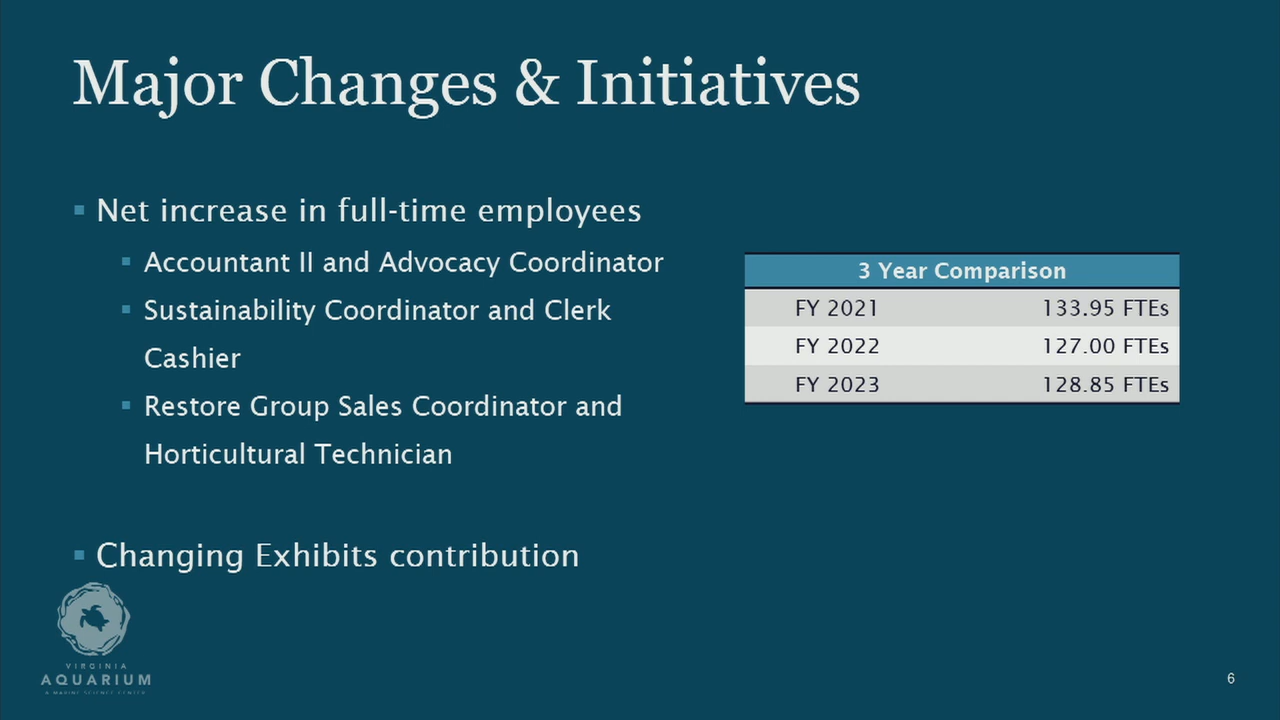 Major Changes & Initiatives
Net increase in full-time employees
Accountant II and Advocacy Coordinator
Sustainability Coordinator and Clerk
Cashier
Restore Group Sales Coordinator and
Horticultural Technician
Changing Exhibits contribution
3 Year Comparison
FY 2021 133.95 FTEs
FY 2022 127.00 FTEs
FY 2023 128.85 FTEs
VIRGINIA
AQUARIUM
& MARINE SCIENCE CENTER
6